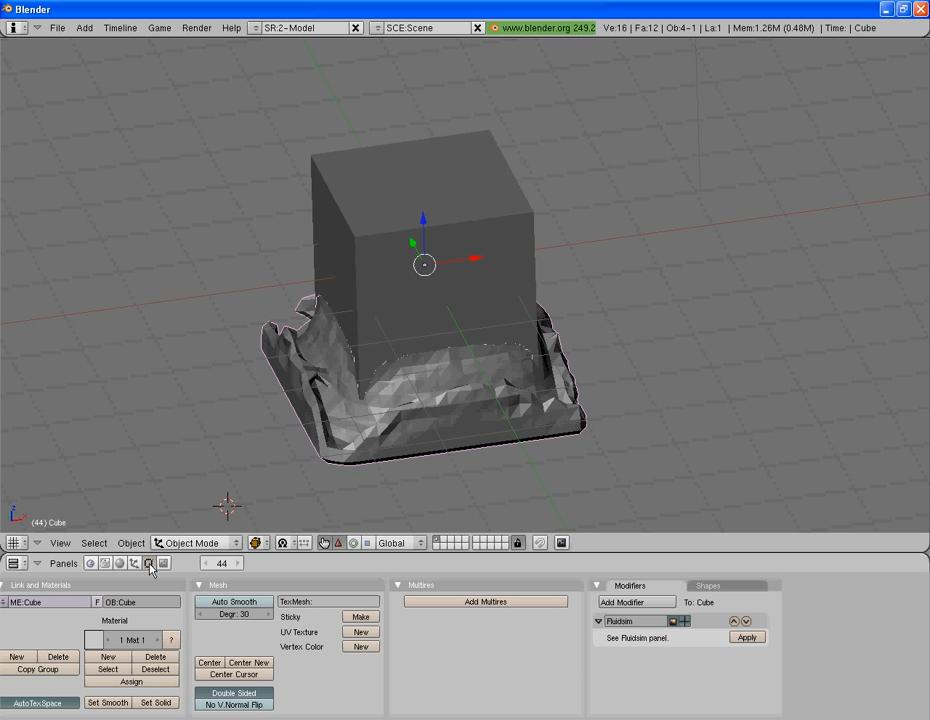 Blender
File Add Timeline Game Render Help SR:2-Model SCE:Scene www.blender.org 249.2 Ve:16 | Fa:12 | Ob:4-1 | La:1 | Mem:1.26M (0.48M) | Time: | Cube
(44) Cube
View Select Object Object Mode Global
Panels 44
Link and Materials Mesh Multires Modifiers Shapes
ME:Cube F OB:Cube Auto Smooth TexMesh: Add Multires Add Modifier To: Cube
Degr: 30 Sticky Make Fluidsim
Material UV Texture New See Fluidsim panel. Apply
1 Mat 1 ? Vertex Color New
New Delete New Delete Center Center New
Copy Group Select Deselect Center Cursor
Assign
Double Sided
AutoTexSpace Set Smooth Set Solid No V.Normal Flip